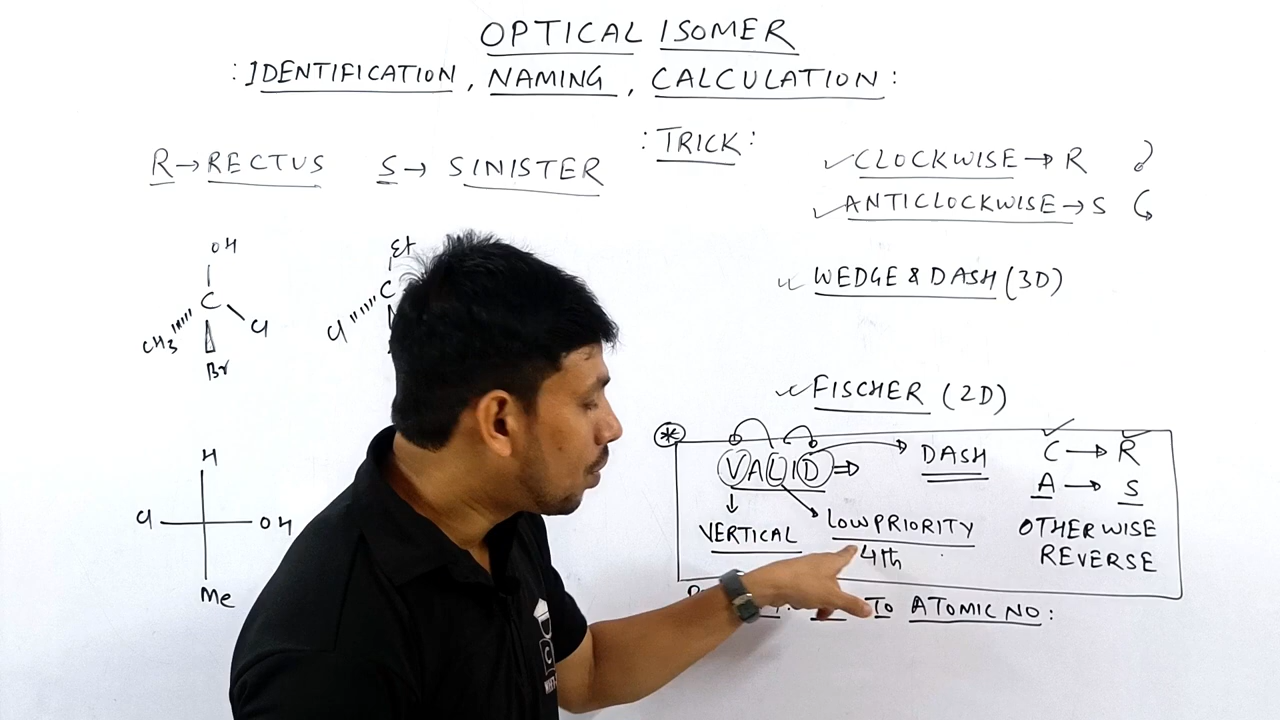 OPTICAL ISOMER
: IDENTIFICATION , NAMING , CALCULATION :
: TRICK :
R → RECTUS S → SINISTER
✓ CLOCKWISE → R
✓ ANTICLOCKWISE → S
✓ WEDGE & DASH (3D)
OH
C
CH3 Cl
Br
Et
C
Cl
✓ FISCHER (2D)
* VALID ⇒ DASH C → R
A → S
VERTICAL LOW PRIORITY OTHERWISE
4th REVERSE
TO ATOMIC NO :
H
Cl OH
Me
C